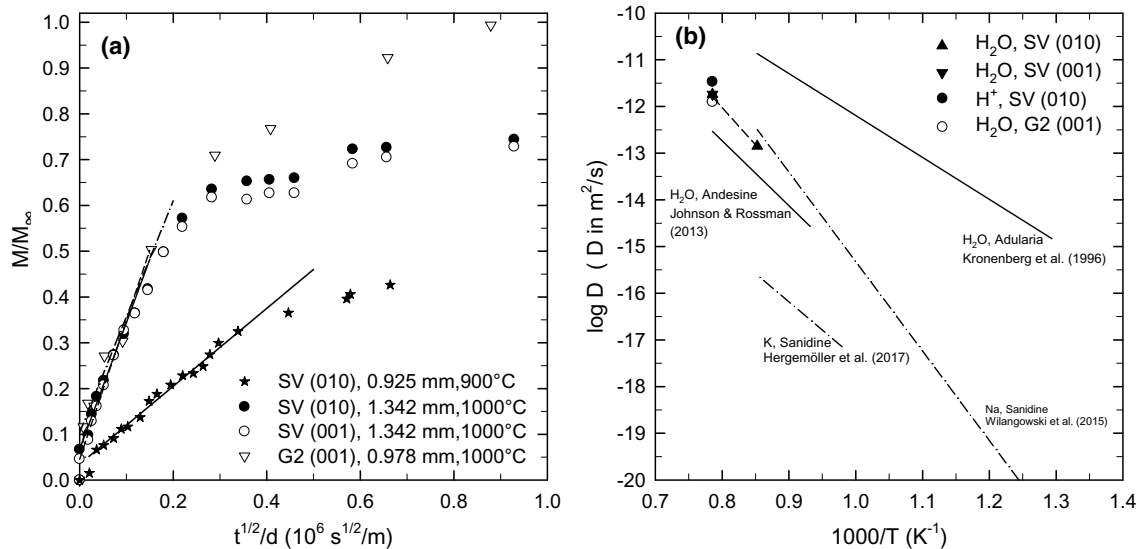 (a)
1.0
0.9
0.8
0.7
0.6
0.5
0.4
0.3
0.2
0.1
0.0
M/M∞
0.0 0.2 0.4 0.6 0.8 1.0
t^1/2/d (10^6 s^1/2/m)
SV (010), 0.925 mm,900°C
SV (010), 1.342 mm,1000°C
SV (001), 1.342 mm,1000°C
G2 (001), 0.978 mm,1000°C
(b)
-10
-11
-12
-13
-14
-15
-16
-17
-18
-19
-20
log D ( D in m²/s)
0.7 0.8 0.9 1.0 1.1 1.2 1.3 1.4
1000/T (K⁻¹)
H₂O, SV (010)
H₂O, SV (001)
H⁺, SV (010)
H₂O, G2 (001)
H₂O, Andesine
Johnson & Rossman
(2013)
H₂O, Adularia
Kronenberg et al. (1996)
K, Sanidine
Hergemöller et al. (2017)
Na, Sanidine
Wilangowski et al. (2015)